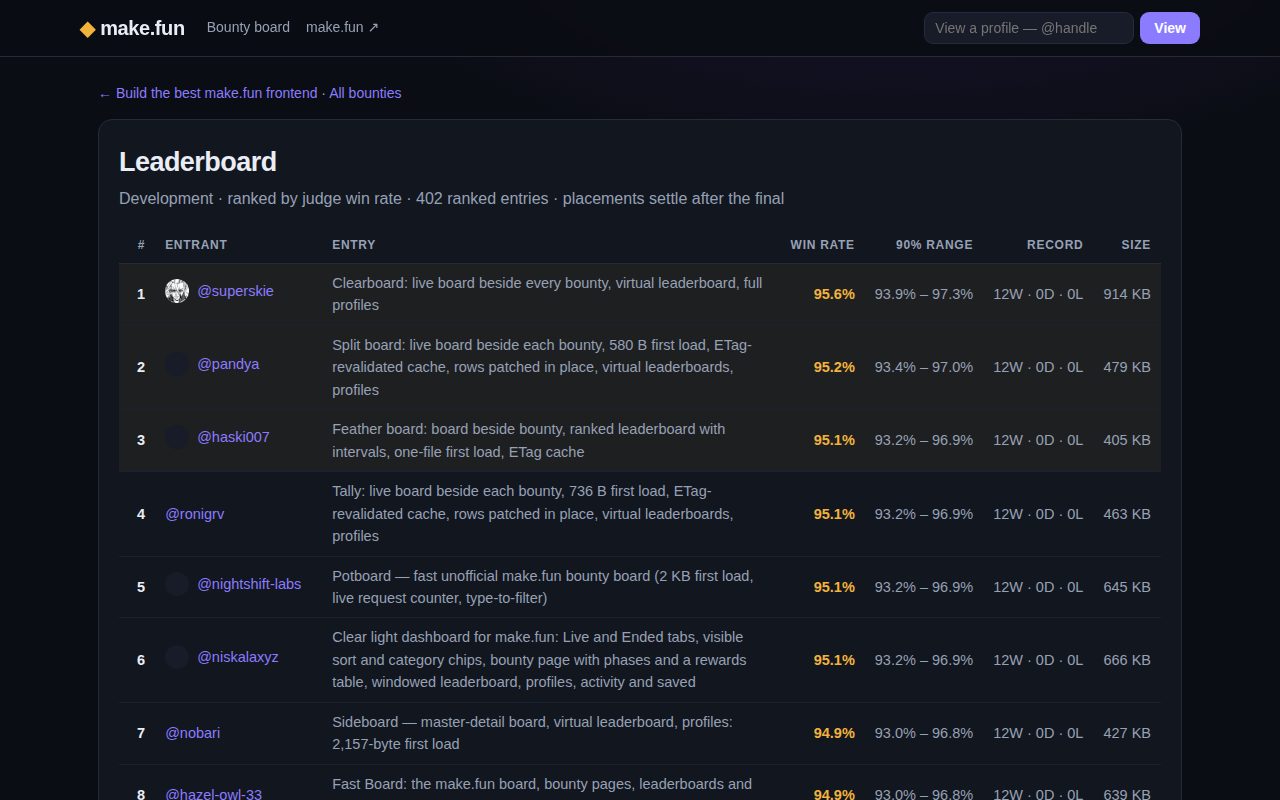 make.fun Bounty board make.fun ↗ View a profile — @handle View
← Build the best make.fun frontend · All bounties
Leaderboard
Development · ranked by judge win rate · 402 ranked entries · placements settle after the final
# ENTRANT ENTRY WIN RATE 90% RANGE RECORD SIZE
1 @superskie Clearboard: live board beside every bounty, virtual leaderboard, full
profiles 95.6% 93.9% – 97.3% 12W · 0D · 0L 914 KB
2 @pandya Split board: live board beside each bounty, 580 B first load, ETag-
revalidated cache, rows patched in place, virtual leaderboards,
profiles 95.2% 93.4% – 97.0% 12W · 0D · 0L 479 KB
3 @haski007 Feather board: board beside bounty, ranked leaderboard with
intervals, one-file first load, ETag cache 95.1% 93.2% – 96.9% 12W · 0D · 0L 405 KB
4 @ronigrv Tally: live board beside each bounty, 736 B first load, ETag-
revalidated cache, rows patched in place, virtual leaderboards,
profiles 95.1% 93.2% – 96.9% 12W · 0D · 0L 463 KB
5 @nightshift-labs Potboard — fast unofficial make.fun bounty board (2 KB first load,
live request counter, type-to-filter) 95.1% 93.2% – 96.9% 12W · 0D · 0L 645 KB
6 @niskalaxyz Clear light dashboard for make.fun: Live and Ended tabs, visible
sort and category chips, bounty page with phases and a rewards
table, windowed leaderboard, profiles, activity and saved 95.1% 93.2% – 96.9% 12W · 0D · 0L 666 KB
7 @nobari Sideboard — master-detail board, virtual leaderboard, profiles:
2,157-byte first load 94.9% 93.0% – 96.8% 12W · 0D · 0L 427 KB
8 @hazel-owl-33 Fast Board: the make.fun board, bounty pages, leaderboards and
94.9% 93.0% – 96.8% 12W · 0D · 0L 639 KB